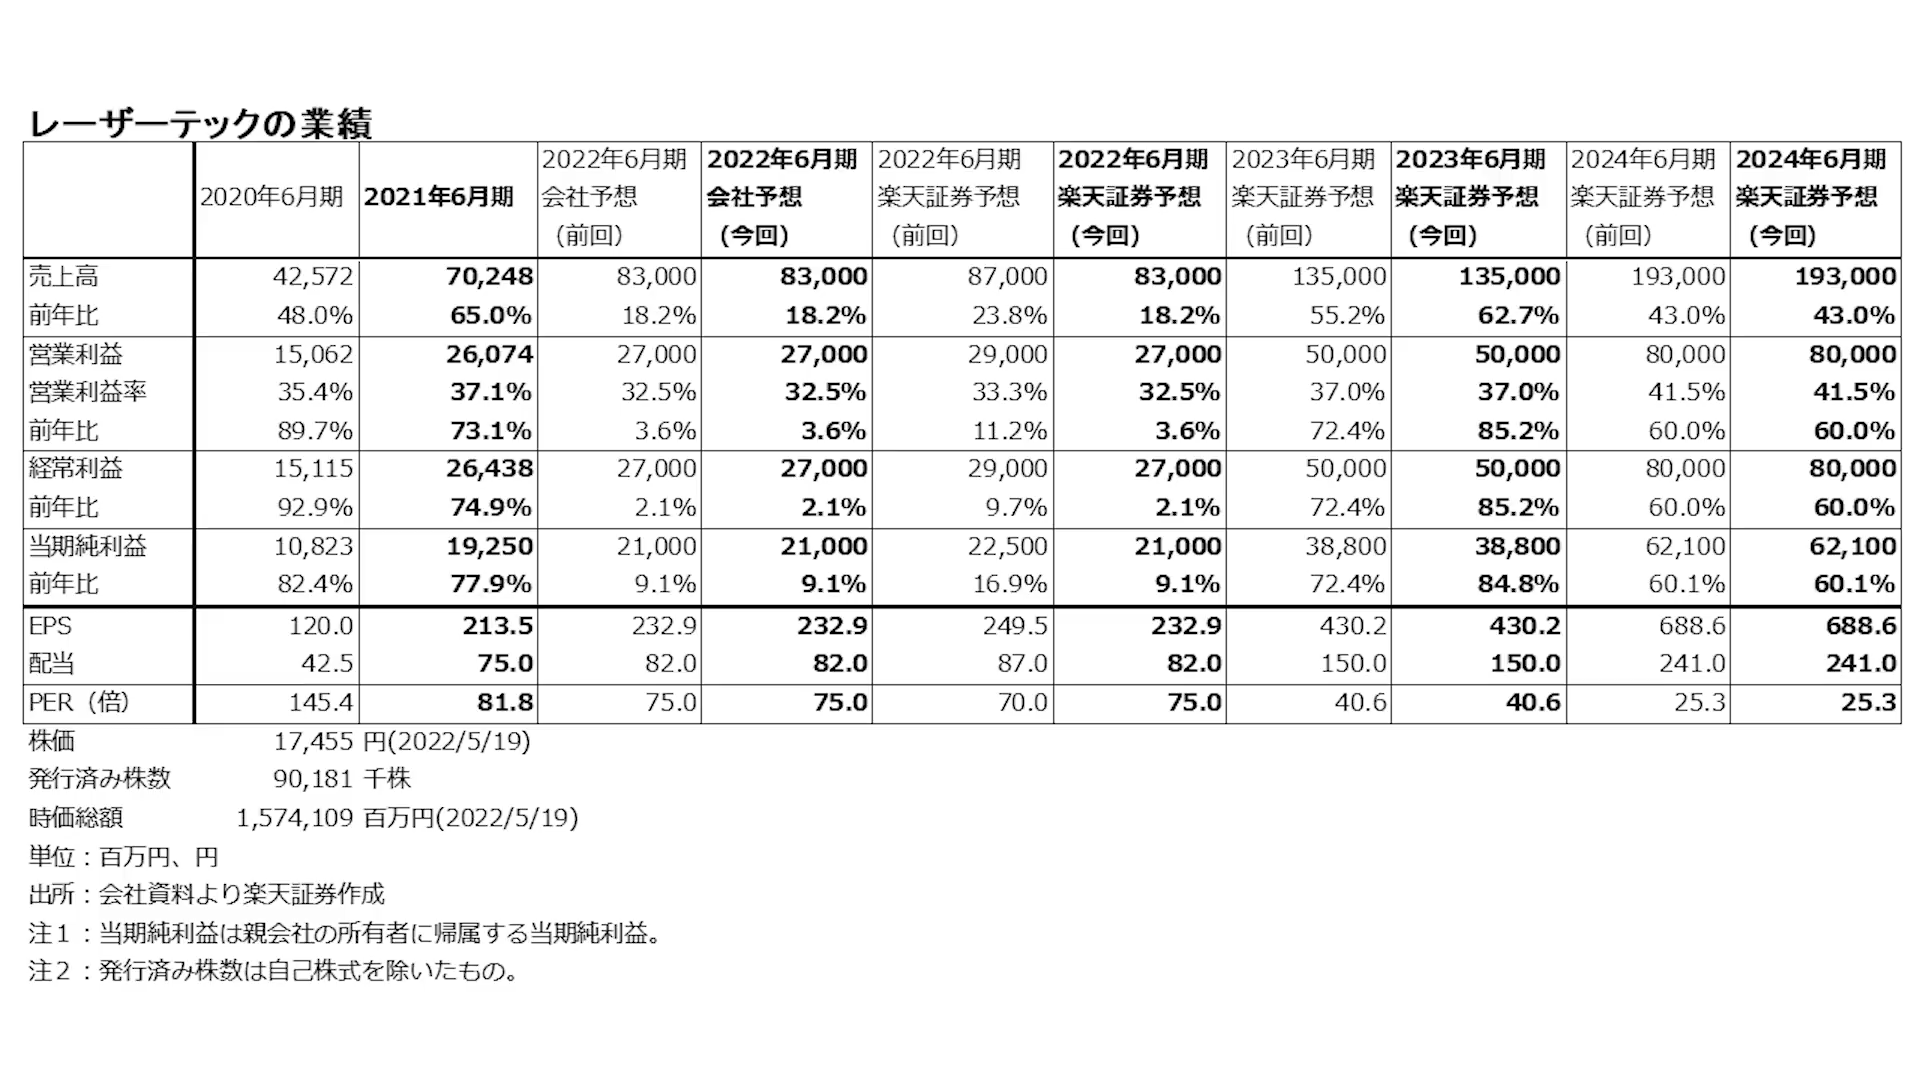 レーザーテックの業績
2020年6月期 2021年6月期 2022年6月期 会社予想 （前回） 2022年6月期 会社予想 （今回） 2022年6月期 楽天証券予想 （前回） 2022年6月期 楽天証券予想 （今回） 2023年6月期 楽天証券予想 （前回） 2023年6月期 楽天証券予想 （今回） 2024年6月期 楽天証券予想 （前回） 2024年6月期 楽天証券予想 （今回）
売上高 42,572 70,248 83,000 83,000 87,000 83,000 135,000 135,000 193,000 193,000
前年比 48.0% 65.0% 18.2% 18.2% 23.8% 18.2% 55.2% 62.7% 43.0% 43.0%
営業利益 15,062 26,074 27,000 27,000 29,000 27,000 50,000 50,000 80,000 80,000
営業利益率 35.4% 37.1% 32.5% 32.5% 33.3% 32.5% 37.0% 37.0% 41.5% 41.5%
前年比 89.7% 73.1% 3.6% 3.6% 11.2% 3.6% 72.4% 85.2% 60.0% 60.0%
経常利益 15,115 26,438 27,000 27,000 29,000 27,000 50,000 50,000 80,000 80,000
前年比 92.9% 74.9% 2.1% 2.1% 9.7% 2.1% 72.4% 85.2% 60.0% 60.0%
当期純利益 10,823 19,250 21,000 21,000 22,500 21,000 38,800 38,800 62,100 62,100
前年比 82.4% 77.9% 9.1% 9.1% 16.9% 9.1% 72.4% 84.8% 60.1% 60.1%
EPS 120.0 213.5 232.9 232.9 249.5 232.9 430.2 430.2 688.6 688.6
配当 42.5 75.0 82.0 82.0 87.0 82.0 150.0 150.0 241.0 241.0
PER（倍） 145.4 81.8 75.0 75.0 70.0 75.0 40.6 40.6 25.3 25.3
株価 17,455 円(2022/5/19)
発行済み株数 90,181 千株
時価総額 1,574,109 百万円(2022/5/19)
単位：百万円、円
出所：会社資料より楽天証券作成
注１：当期純利益は親会社の所有者に帰属する当期純利益。
注２：発行済み株数は自己株式を除いたもの。